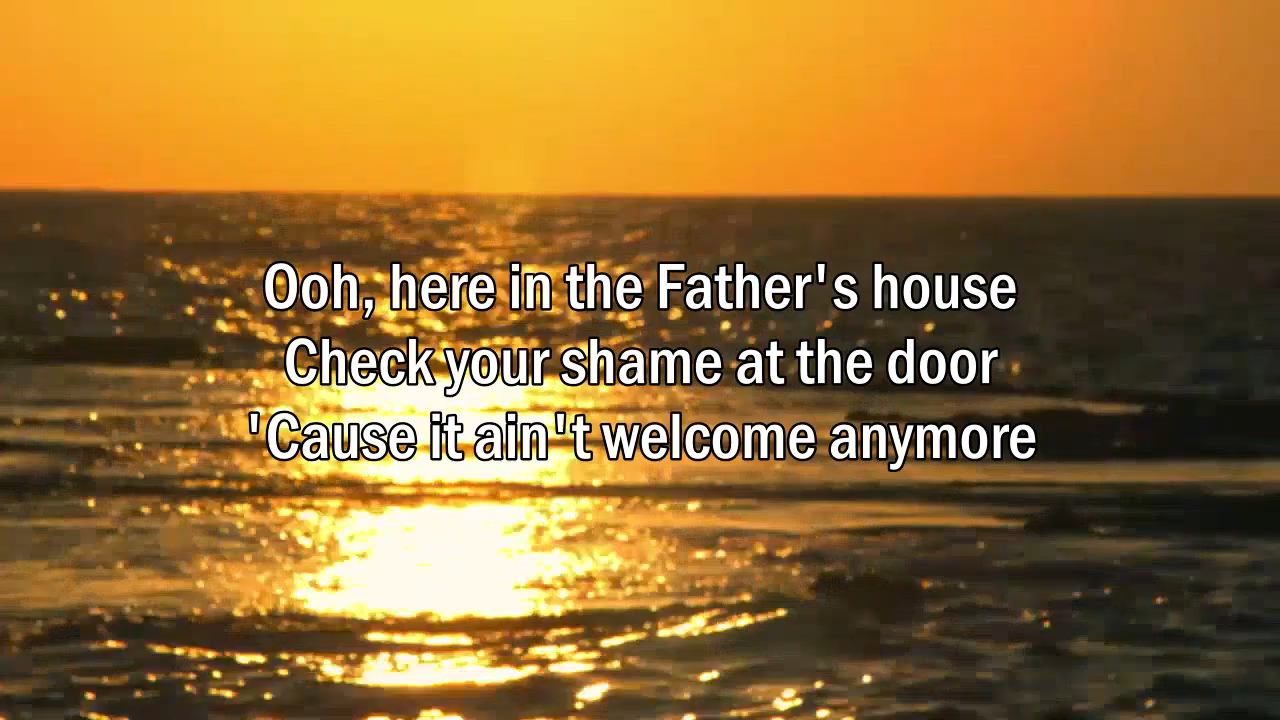 Ooh, here in the Father's house
Check your shame at the door
'Cause it ain't welcome anymore